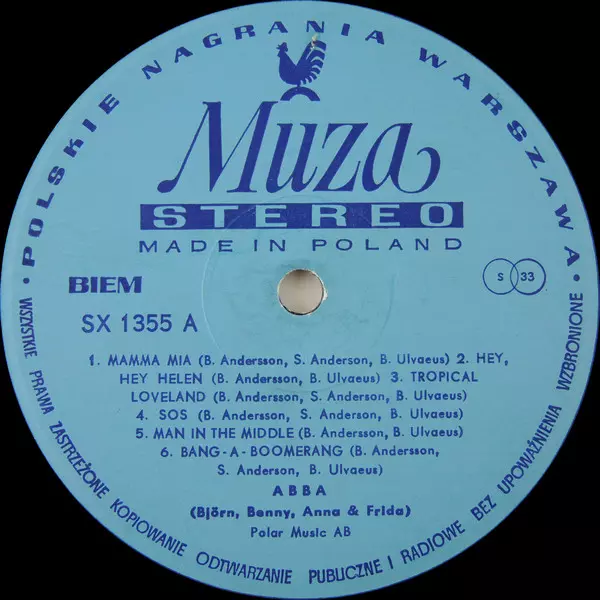 • POLSKIE NAGRANIA WARSZAWA •
Muza
STEREO
MADE IN POLAND
BIEM
S 33
SX 1355 A
1. MAMMA MIA (B. Andersson, S. Anderson, B. Ulvaeus) 2. HEY,
HEY HELEN (B. Andersson, B. Ulvaeus) 3. TROPICAL
LOVELAND (B. Andersson, S. Anderson, B. Ulvaeus)
4. SOS (B. Andersson, S. Anderson, B. Ulvaeus)
5. MAN IN THE MIDDLE (B. Andersson, B. Ulvaeus)
6. BANG-A-BOOMERANG (B. Andersson,
S. Anderson, B. Ulvaeus)
ABBA
(Björn, Benny, Anna & Frida)
Polar Music AB
WSZYSTKIE PRAWA ZASTRZEŻONE KOPIOWANIE ODTWARZANIE PUBLICZNE I RADIOWE BEZ UPOWAŻNIENIA WZBRONIONE